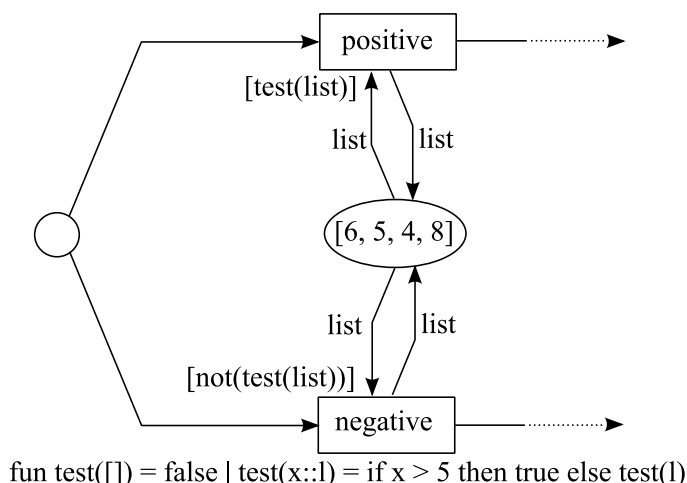 positive
[test(list)]
list list
[6, 5, 4, 8]
list list
[not(test(list))]
negative
fun test([]) = false | test(x::l) = if x > 5 then true else test(l)